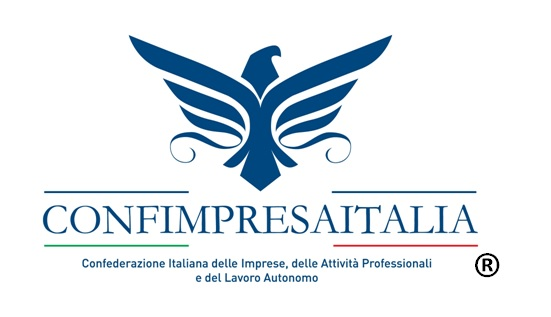 CONFIMPRESAITALIA
Confederazione Italiana delle Imprese, delle Attività Professionali
e del Lavoro Autonomo
®